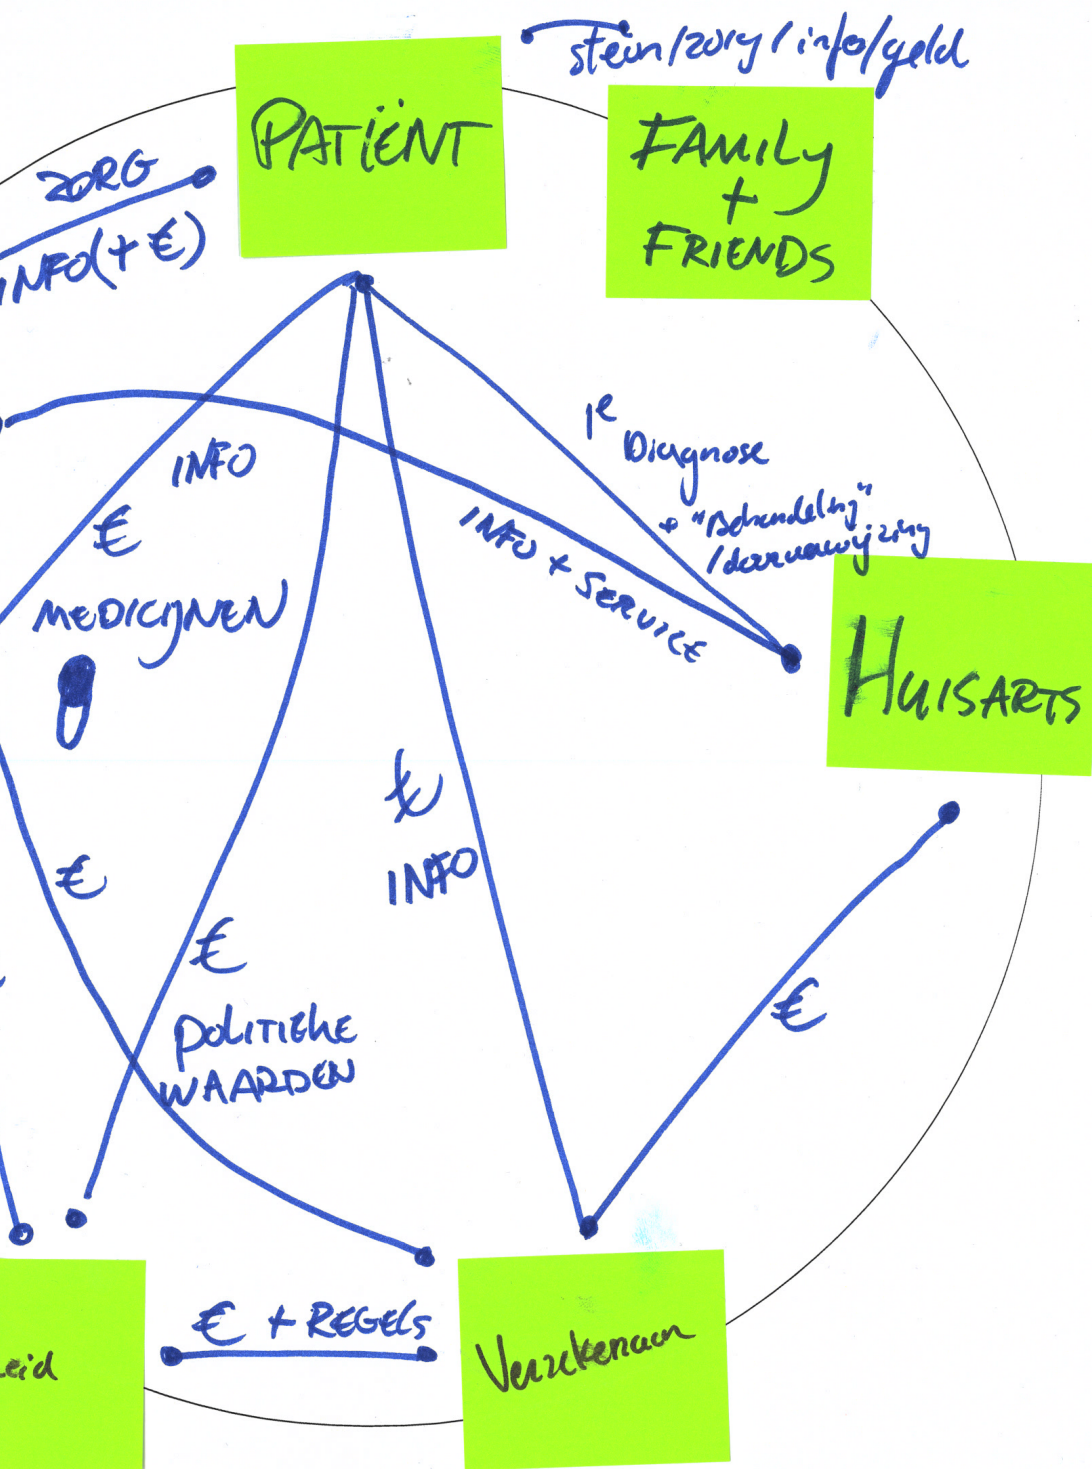 steun/zorg/info/geld
PATIËNT
FAMILY
+
FRIENDS
ZORG
INFO(+€)
1e
Diagnose
INFO
€
+ "Behandeling"
/doorverwijzing
INFO + SERVICE
MEDICIJNEN
HUISARTS
€
INFO
€
€
POLITIEKE
WAARDEN
€
€ + REGELS
Verzekeraar
eid